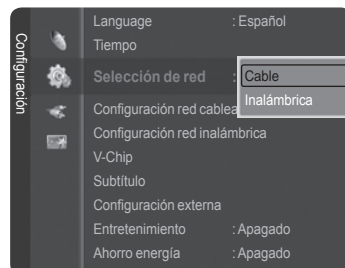 Configuración
Language : Español
Tiempo
Selección de red : Cable
Inalámbrica
Configuración red cablea
Configuración red inalámbrica
V-Chip
Subtítulo
Configuración externa
Entretenimiento : Apagado
Ahorro energía : Apagado